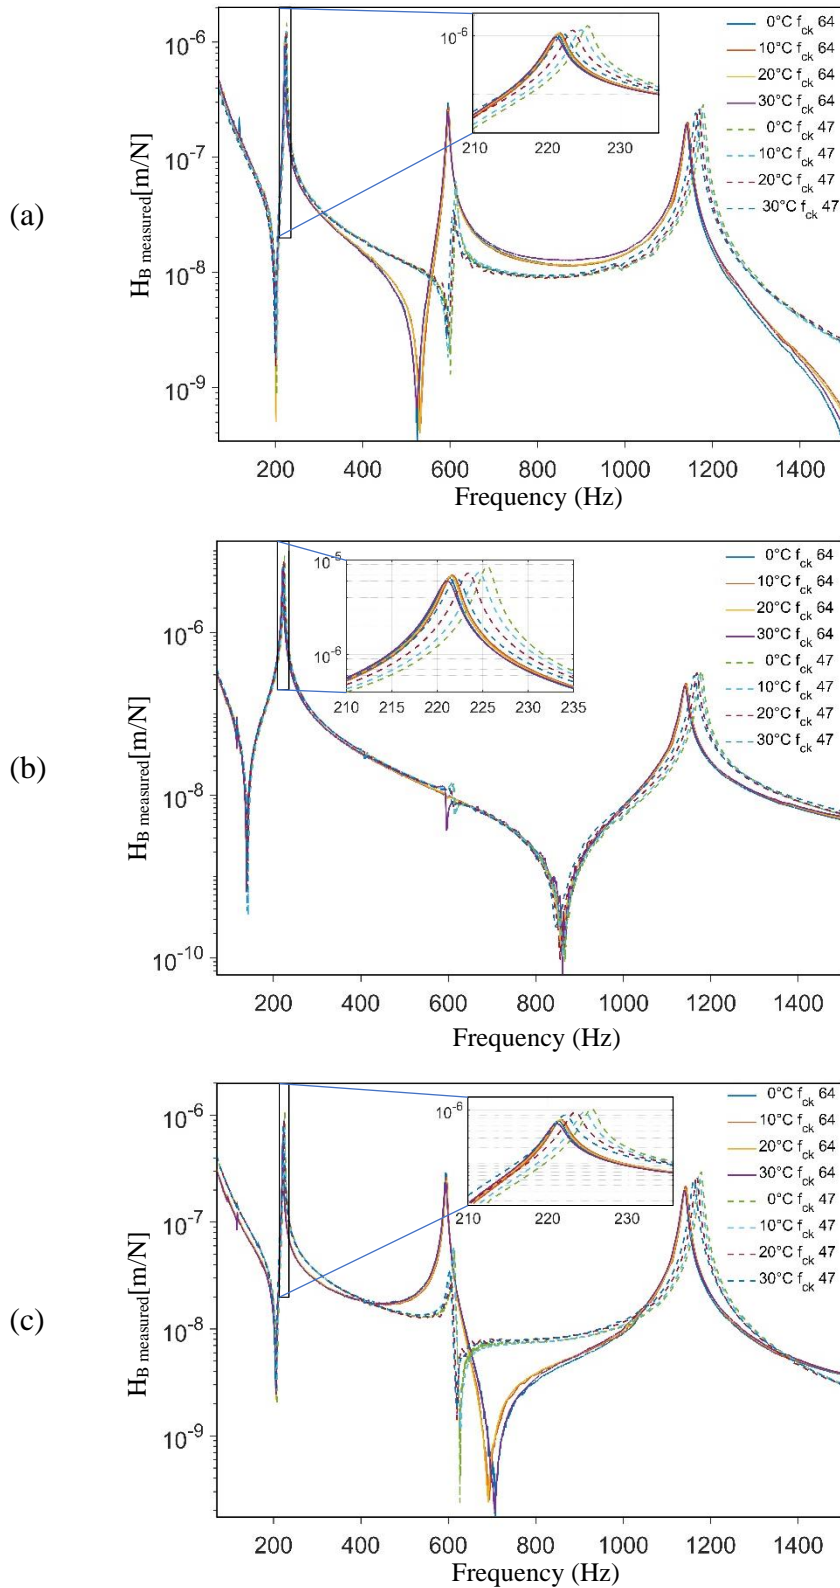 (a)
H_B measured[m/N]
10^-6
10^-7
10^-8
10^-9
200 400 600 800 1000 1200 1400
Frequency (Hz)
10^-6
210 220 230
0°C f_ck 64
10°C f_ck 64
20°C f_ck 64
30°C f_ck 64
0°C f_ck 47
10°C f_ck 47
20°C f_ck 47
30°C f_ck 47
(b)
H_B measured[m/N]
10^-6
10^-8
10^-10
200 400 600 800 1000 1200 1400
Frequency (Hz)
10^-5
10^-6
210 215 220 225 230 235
0°C f_ck 64
10°C f_ck 64
20°C f_ck 64
30°C f_ck 64
0°C f_ck 47
10°C f_ck 47
20°C f_ck 47
30°C f_ck 47
(c)
H_B measured[m/N]
10^-6
10^-7
10^-8
10^-9
200 400 600 800 1000 1200 1400
Frequency (Hz)
10^-6
210 220 230
0°C f_ck 64
10°C f_ck 64
20°C f_ck 64
30°C f_ck 64
0°C f_ck 47
10°C f_ck 47
20°C f_ck 47
30°C f_ck 47